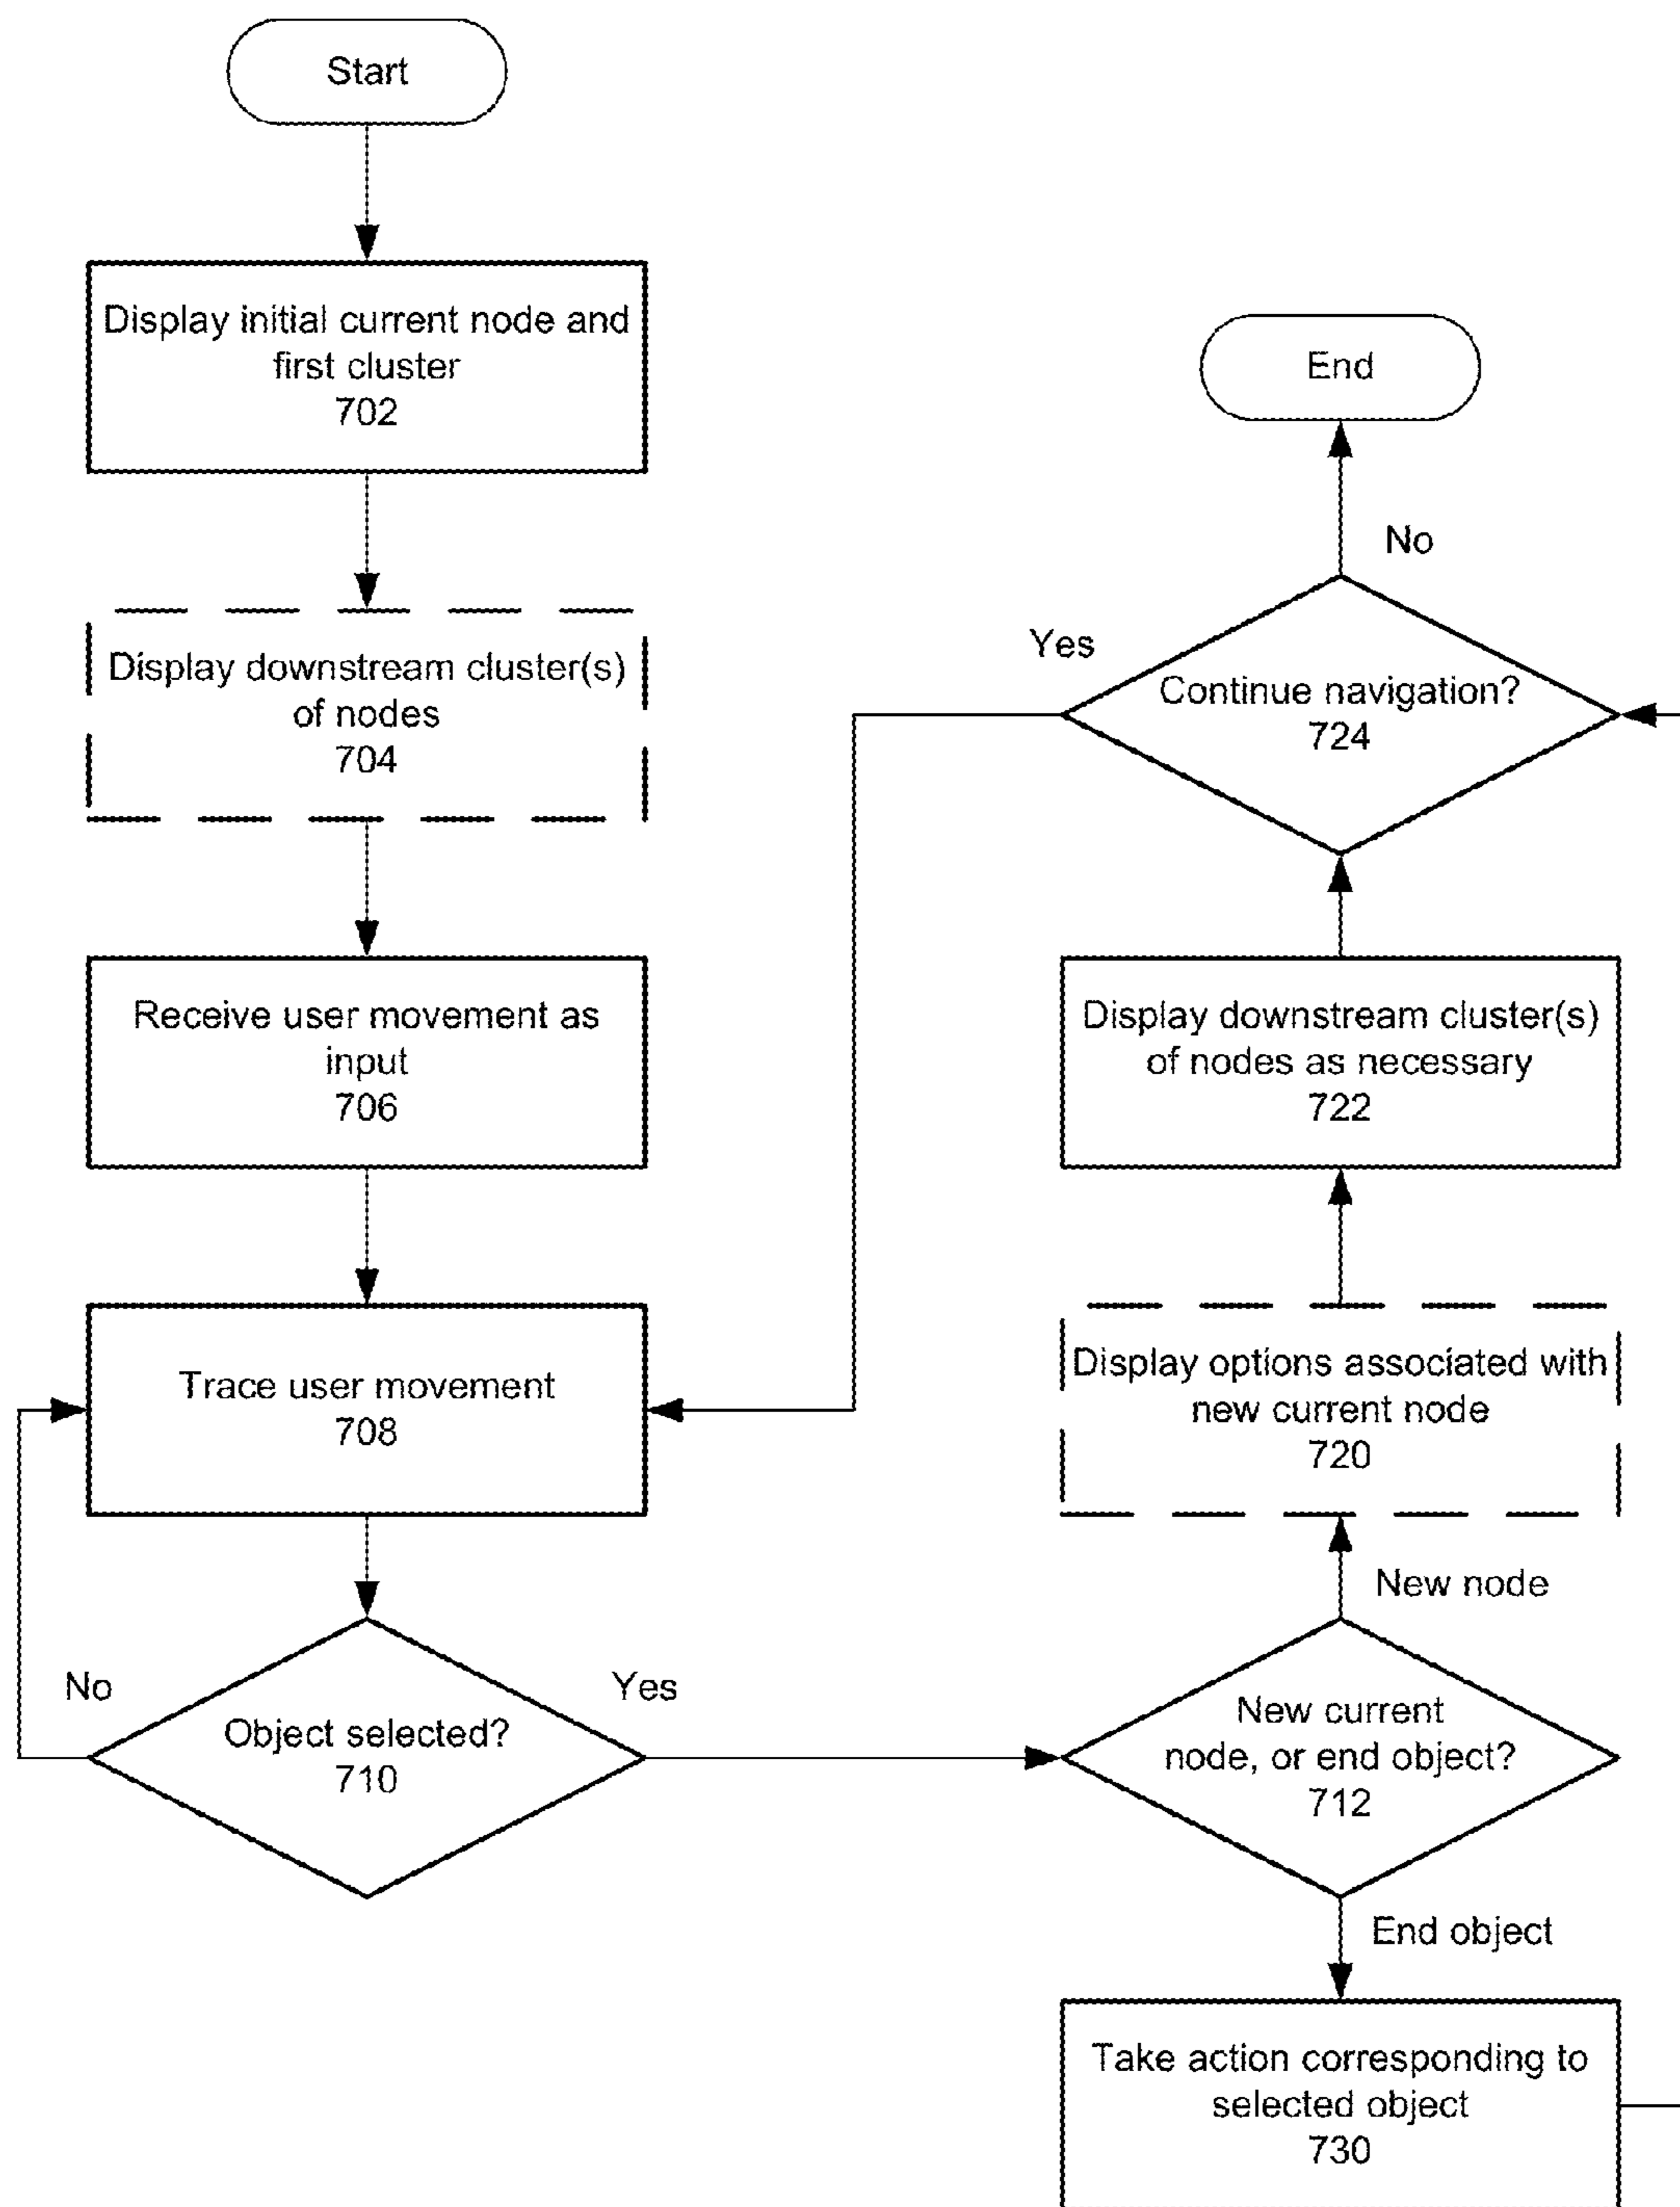 Start
Display initial current node and
first cluster
702
Display downstream cluster(s)
of nodes
704
Receive user movement as
input
706
Trace user movement
708
No
Yes
Object selected?
710
End
No
Yes
Continue navigation?
724
Display downstream cluster(s)
of nodes as necessary
722
Display options associated with
new current node
720
New node
New current
node, or end object?
712
End object
Take action corresponding to
selected object
730